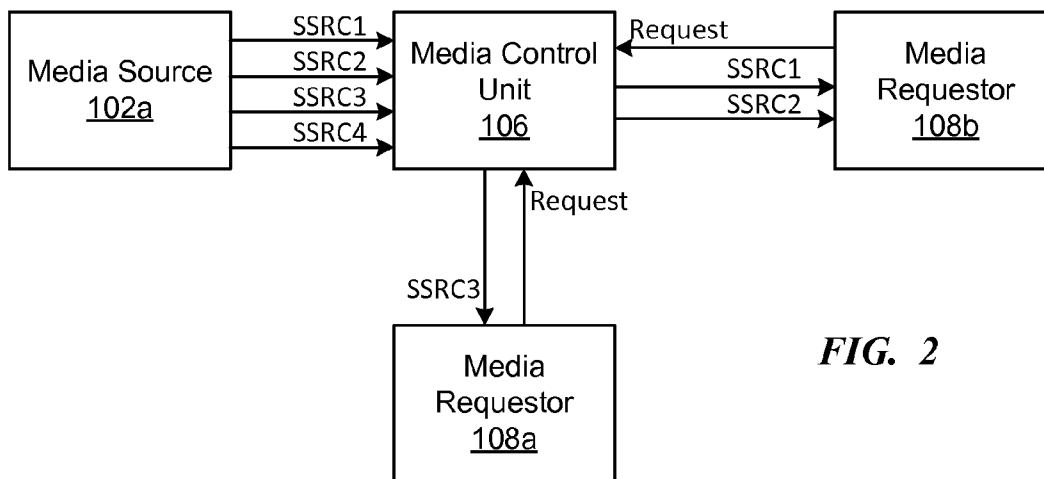 Media Source
102a
SSRC1
SSRC2
SSRC3
SSRC4
Media Control
Unit
106
Request
SSRC1
SSRC2
Media
Requestor
108b
Request
SSRC3
Media
Requestor
108a
FIG. 2